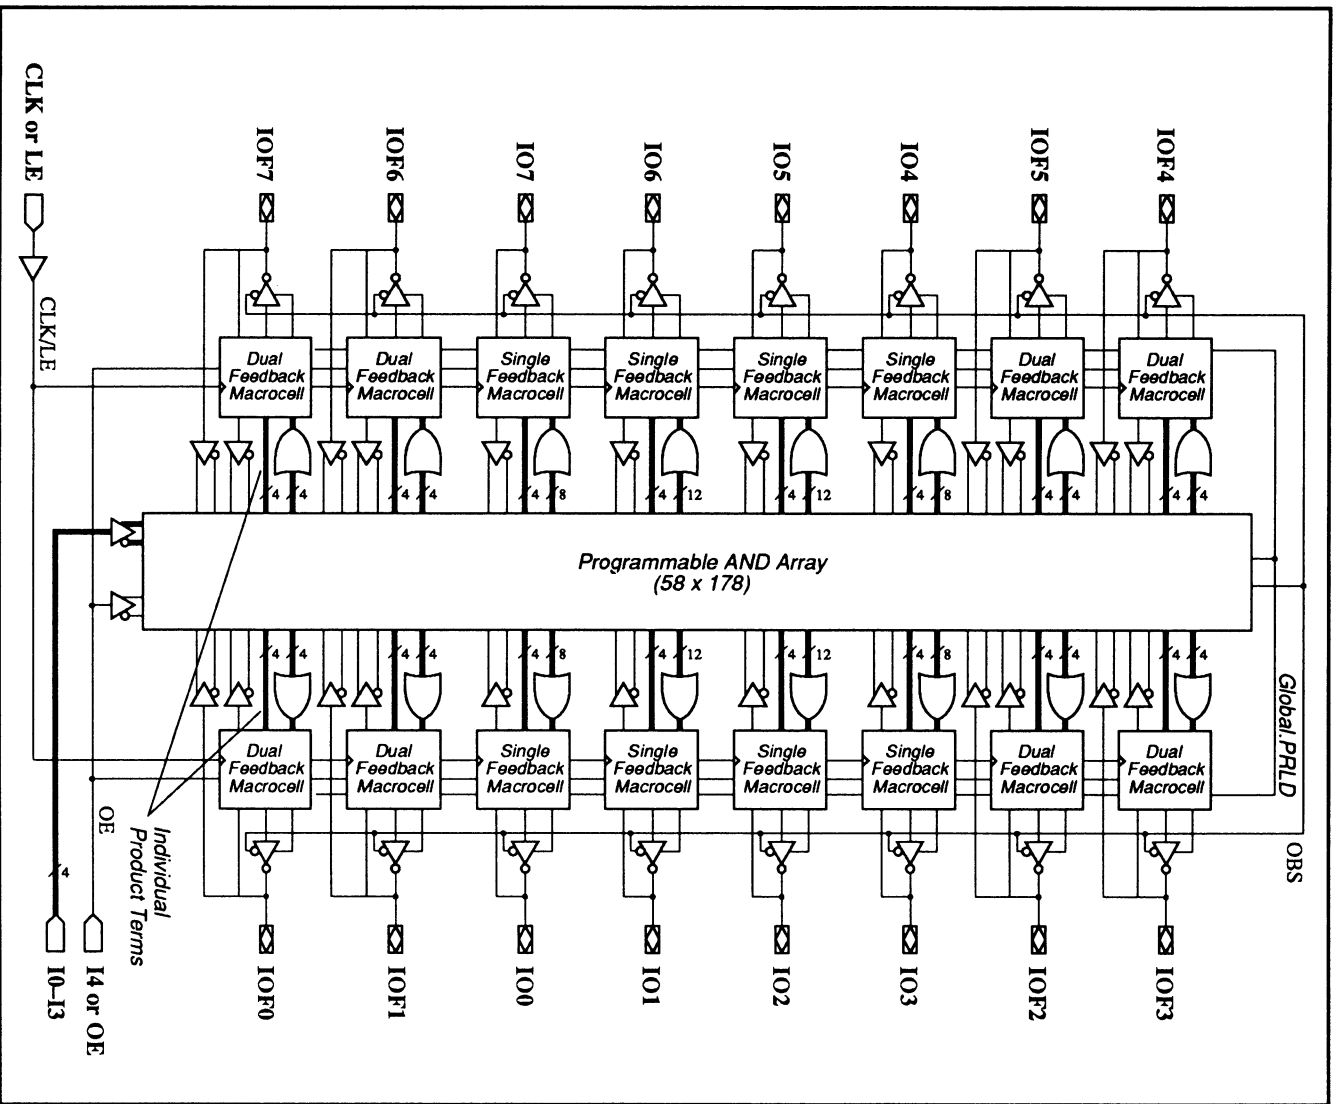 CLK or LE
IOF7
IOF6
IO7
IO6
IO5
IO4
IOF5
IOF4
CLK/LE
Dual
Feedback
Macrocell
Dual
Feedback
Macrocell
Single
Feedback
Macrocell
Single
Feedback
Macrocell
Single
Feedback
Macrocell
Single
Feedback
Macrocell
Dual
Feedback
Macrocell
Dual
Feedback
Macrocell
4
4
4
4
4
8
4
12
4
12
4
8
4
4
4
4
Programmable AND Array
(58 x 178)
4
4
4
4
4
8
4
12
4
12
4
8
4
4
4
4
Global.PRLD
Dual
Feedback
Macrocell
Dual
Feedback
Macrocell
Single
Feedback
Macrocell
Single
Feedback
Macrocell
Single
Feedback
Macrocell
Single
Feedback
Macrocell
Dual
Feedback
Macrocell
Dual
Feedback
Macrocell
OE
OBS
Individual
Product Terms
4
I0–I3
I4 or OE
IOF0
IOF1
IO0
IO1
IO2
IO3
IOF2
IOF3